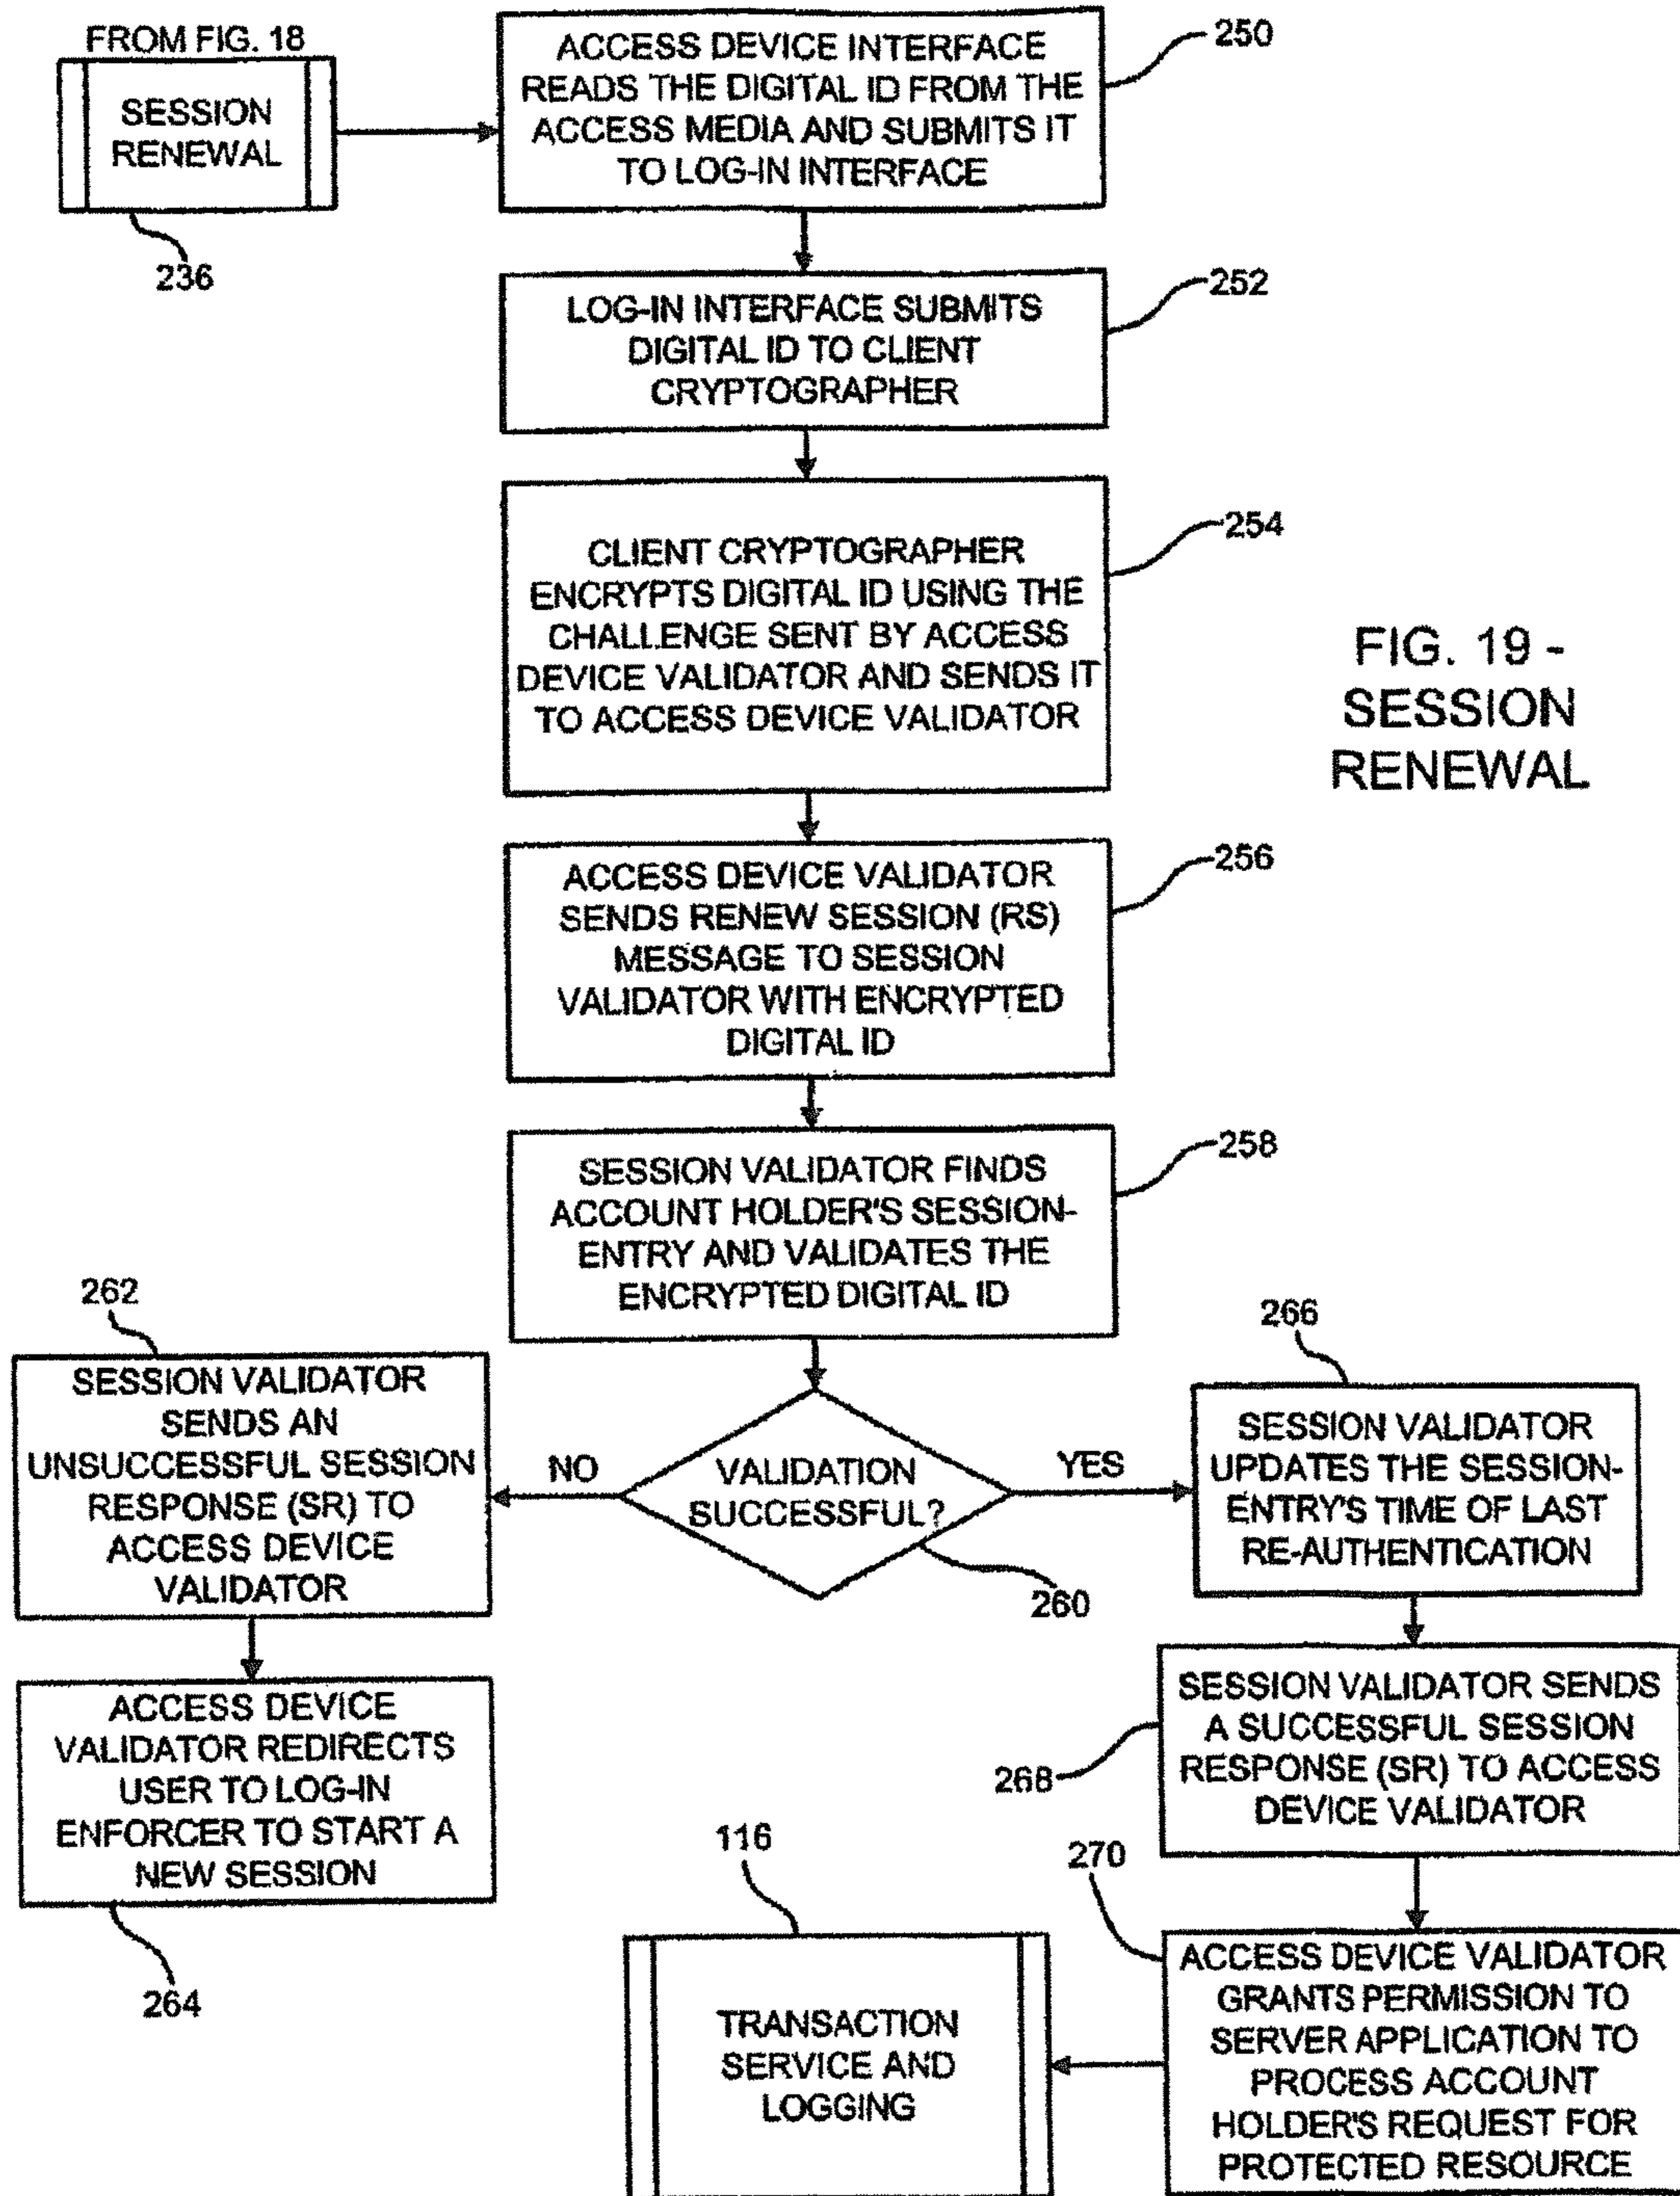 FROM FIG. 18
SESSION
RENEWAL
236
ACCESS DEVICE INTERFACE
READS THE DIGITAL ID FROM THE
ACCESS MEDIA AND SUBMITS IT
TO LOG-IN INTERFACE
250
LOG-IN INTERFACE SUBMITS
DIGITAL ID TO CLIENT
CRYPTOGRAPHER
252
CLIENT CRYPTOGRAPHER
ENCRYPTS DIGITAL ID USING THE
CHALLENGE SENT BY ACCESS
DEVICE VALIDATOR AND SENDS IT
TO ACCESS DEVICE VALIDATOR
254
FIG. 19 -
SESSION
RENEWAL
ACCESS DEVICE VALIDATOR
SENDS RENEW SESSION (RS)
MESSAGE TO SESSION
VALIDATOR WITH ENCRYPTED
DIGITAL ID
256
SESSION VALIDATOR FINDS
ACCOUNT HOLDER'S SESSION-
ENTRY AND VALIDATES THE
ENCRYPTED DIGITAL ID
258
VALIDATION
SUCCESSFUL?
260
NO
YES
262
SESSION VALIDATOR
SENDS AN
UNSUCCESSFUL SESSION
RESPONSE (SR) TO
ACCESS DEVICE
VALIDATOR
ACCESS DEVICE
VALIDATOR REDIRECTS
USER TO LOG-IN
ENFORCER TO START A
NEW SESSION
264
266
SESSION VALIDATOR
UPDATES THE SESSION-
ENTRY'S TIME OF LAST
RE-AUTHENTICATION
SESSION VALIDATOR SENDS
A SUCCESSFUL SESSION
RESPONSE (SR) TO ACCESS
DEVICE VALIDATOR
268
270
ACCESS DEVICE VALIDATOR
GRANTS PERMISSION TO
SERVER APPLICATION TO
PROCESS ACCOUNT
HOLDER'S REQUEST FOR
PROTECTED RESOURCE
116
TRANSACTION
SERVICE AND
LOGGING